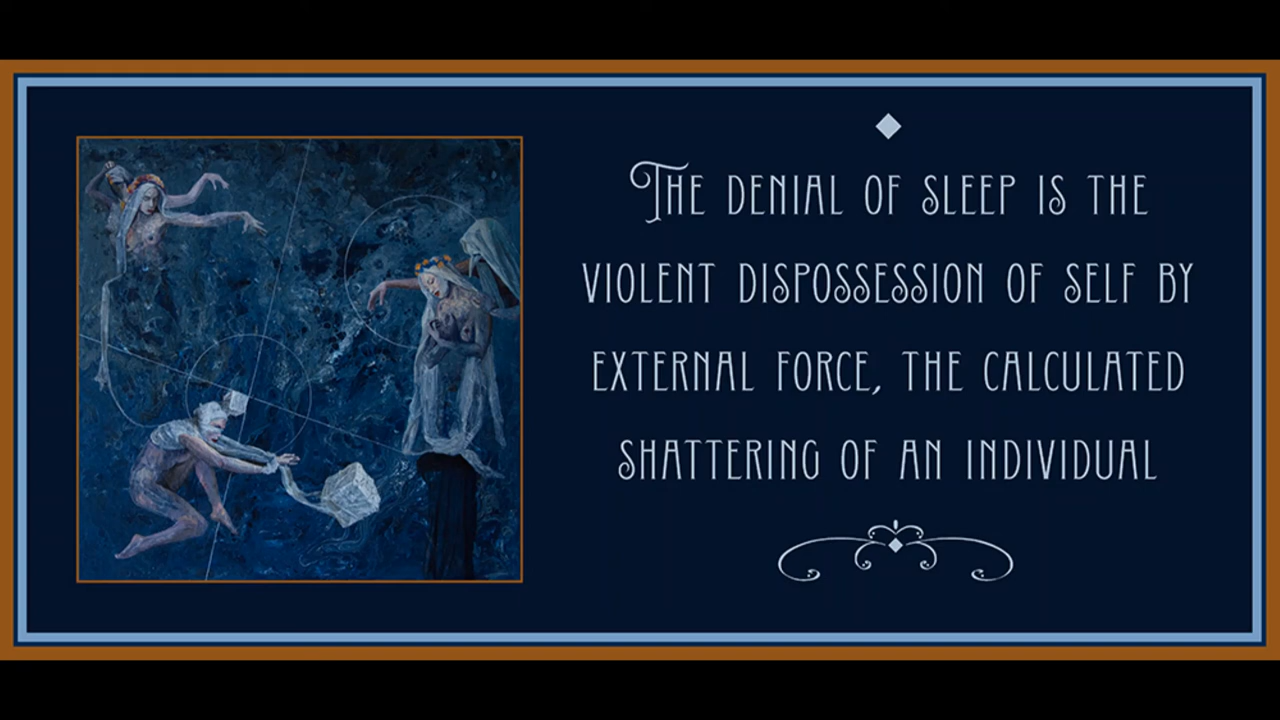 The denial of sleep is the
violent dispossession of self by
external force, the calculated
shattering of an individual